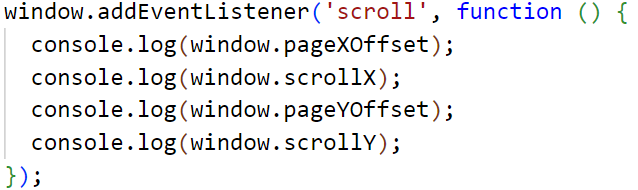 window.addEventListener('scroll', function () {
  console.log(window.pageXOffset);
  console.log(window.scrollX);
  console.log(window.pageYOffset);
  console.log(window.scrollY);
});